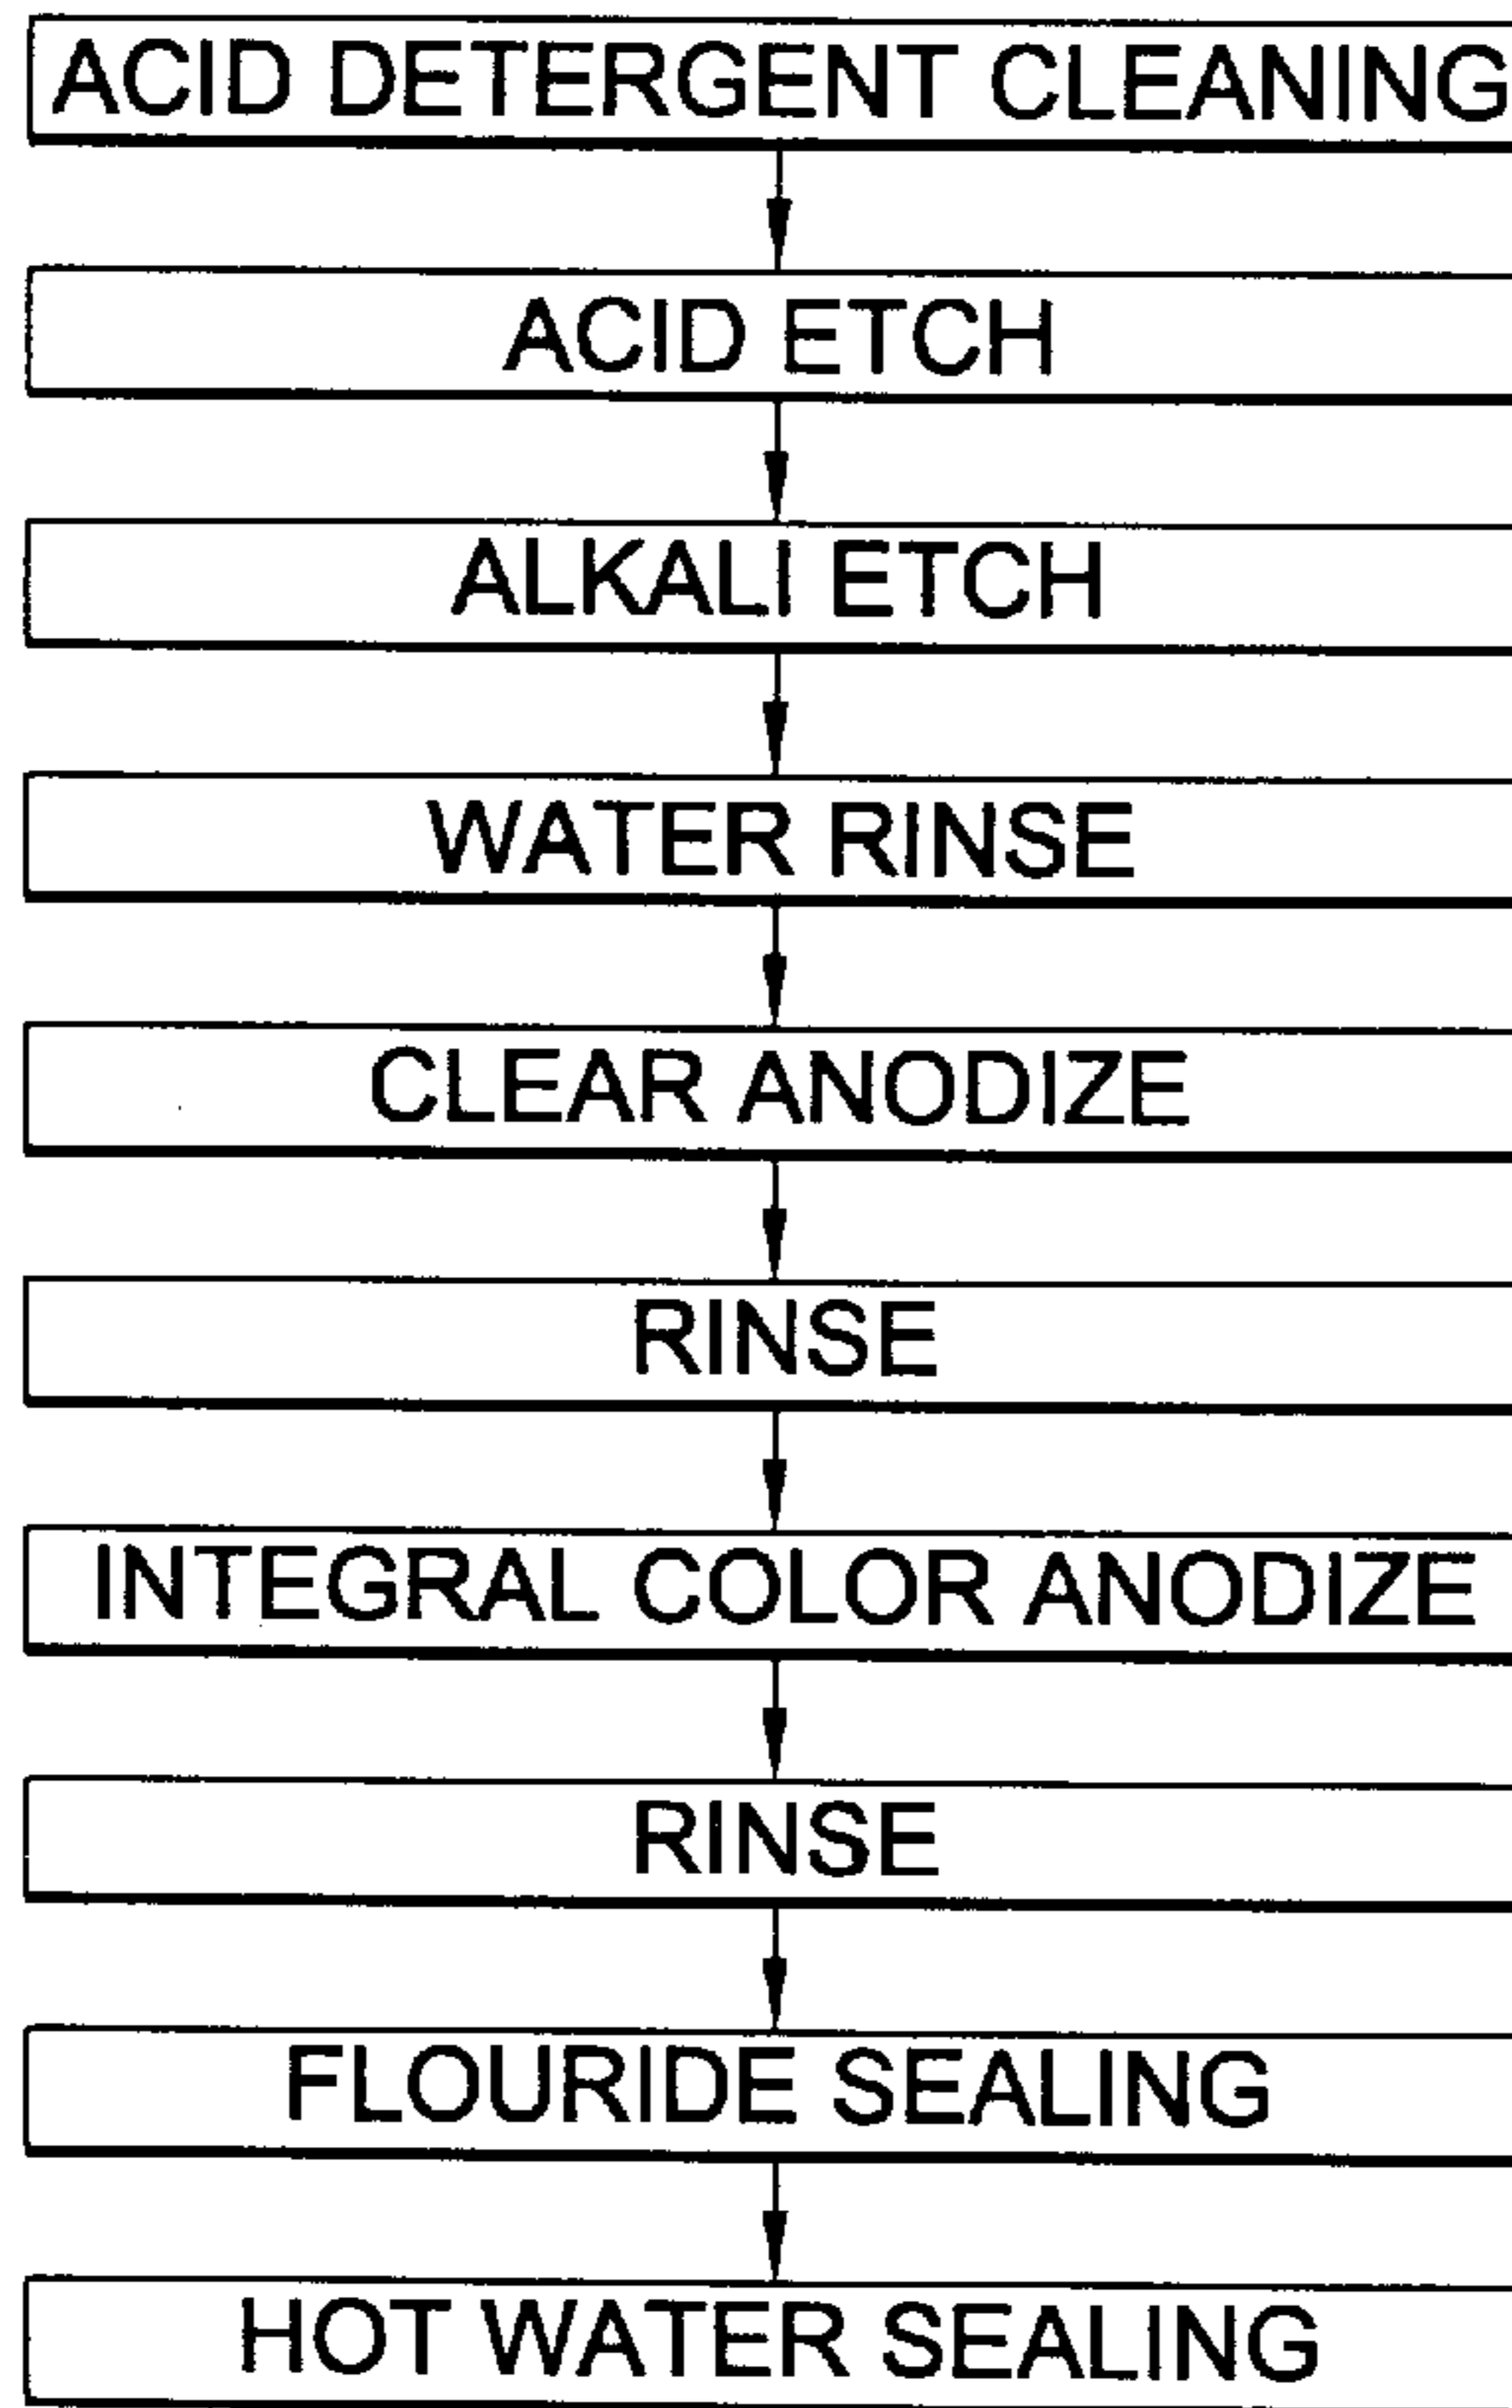 ACID DETERGENT CLEANING
ACID ETCH
ALKALI ETCH
WATER RINSE
CLEAR ANODIZE
RINSE
INTEGRAL COLOR ANODIZE
RINSE
FLOURIDE SEALING
HOT WATER SEALING